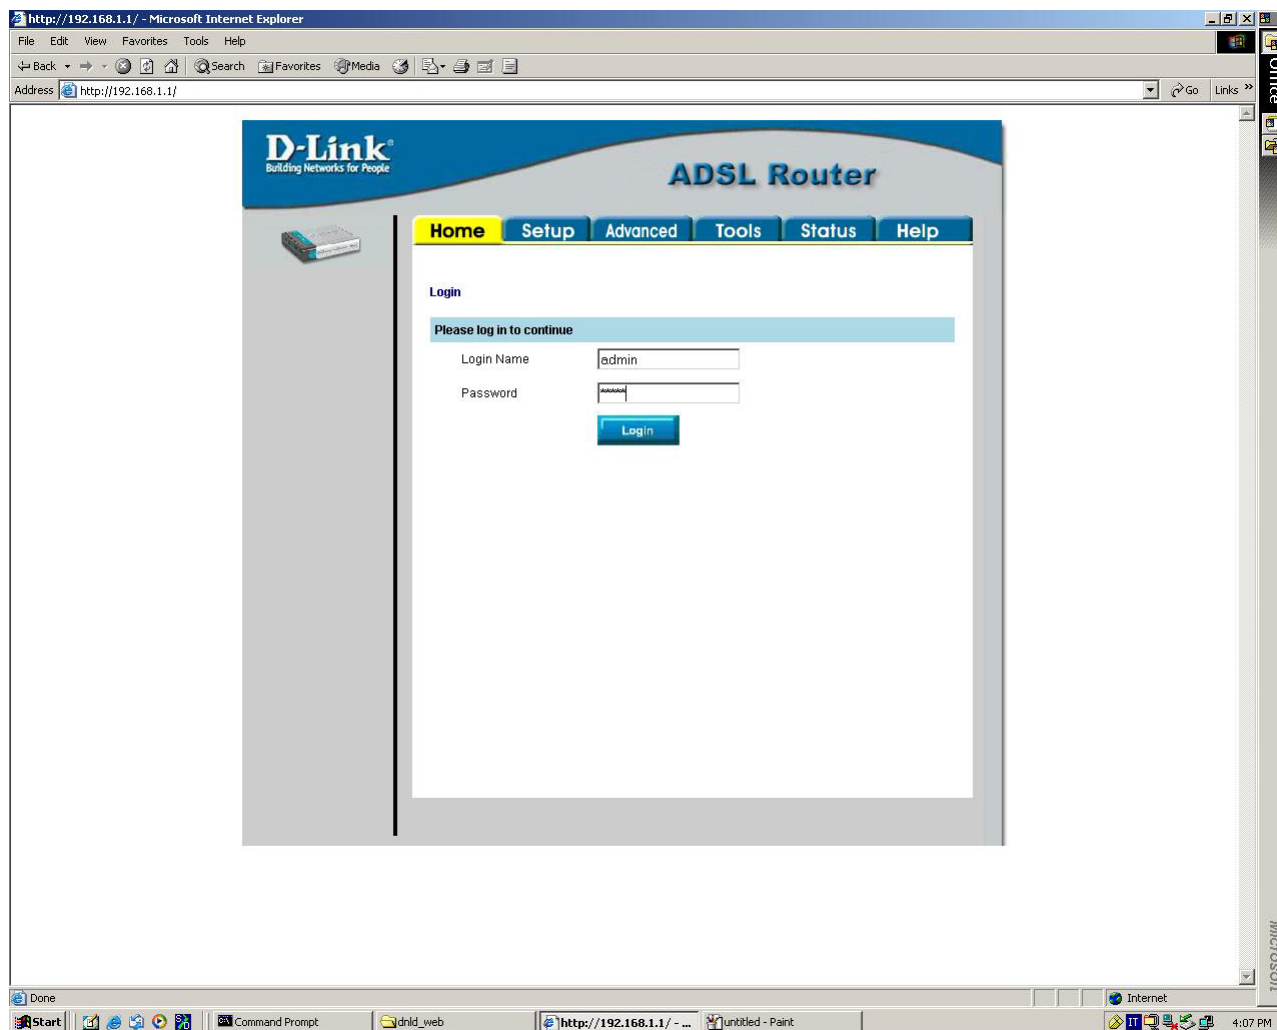 http://192.168.1.1/ - Microsoft Internet Explorer
File Edit View Favorites Tools Help
Back Search Favorites Media
Address http://192.168.1.1/ Go Links »
Office
D-Link®
Building Networks for People
ADSL Router
Home Setup Advanced Tools Status Help
Login
Please log in to continue
Login Name admin
Password *****
Login
Microsoft
Done Internet
Start Command Prompt dnld_web http://192.168.1.1/ - ... untitled - Paint IT 4:07 PM